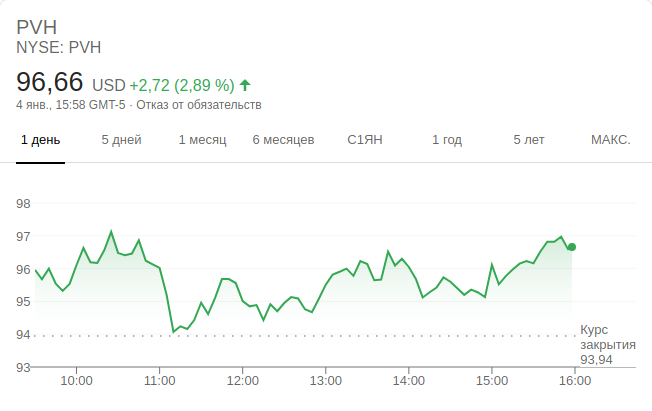 PVH
NYSE: PVH
96,66 USD +2,72 (2,89 %)
4 янв., 15:58 GMT-5 · Отказ от обязательств
1 день 5 дней 1 месяц 6 месяцев С1ЯН 1 год 5 лет МАКС.
98
97
96
95
94
Курс
закрытия
93,94
93
10:00 11:00 12:00 13:00 14:00 15:00 16:00